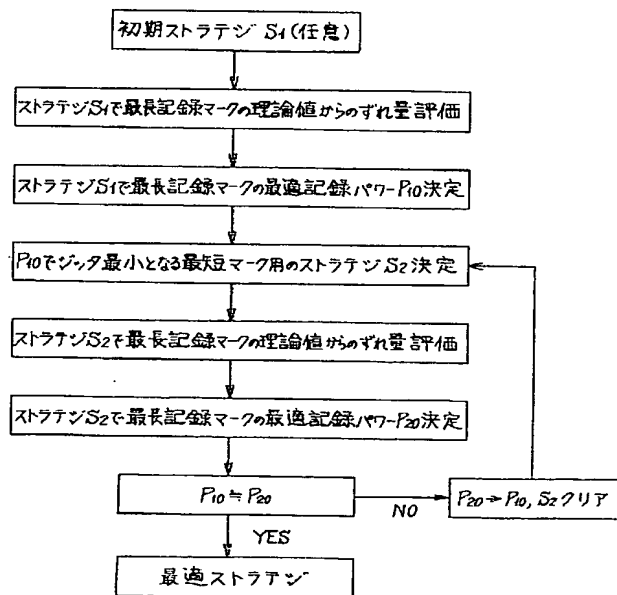 初期ストラテジ S1(任意)
ストラテジS1で最長記録マークの理論値からのずれ量評価
ストラテジS1で最長記録マークの最適記録パワーP10決定
P10でジッタ最小となる最短マーク用のストラテジS2決定
ストラテジS2で最長記録マークの理論値からのずれ量評価
ストラテジS2で最長記録マークの最適記録パワーP20決定
P10≒P20
NO
P20→P10, S2クリア
YES
最適ストラテジ